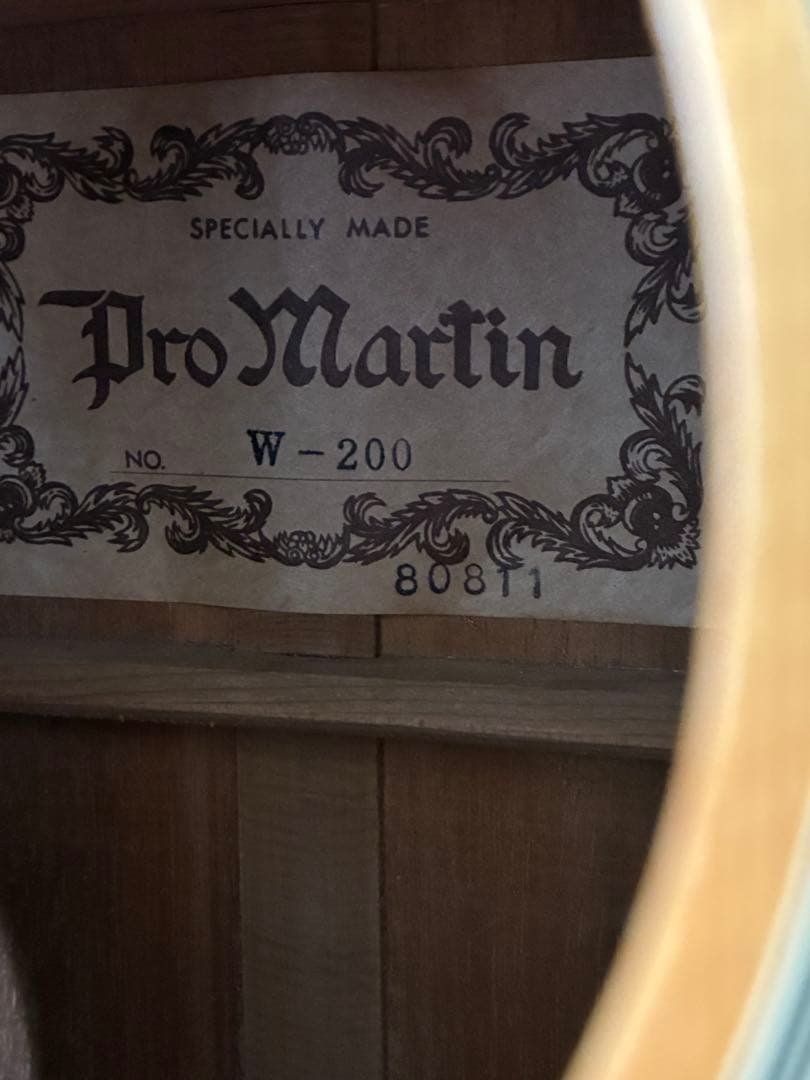 SPECIALLY MADE
Pro Martin
NO. W-200
80811